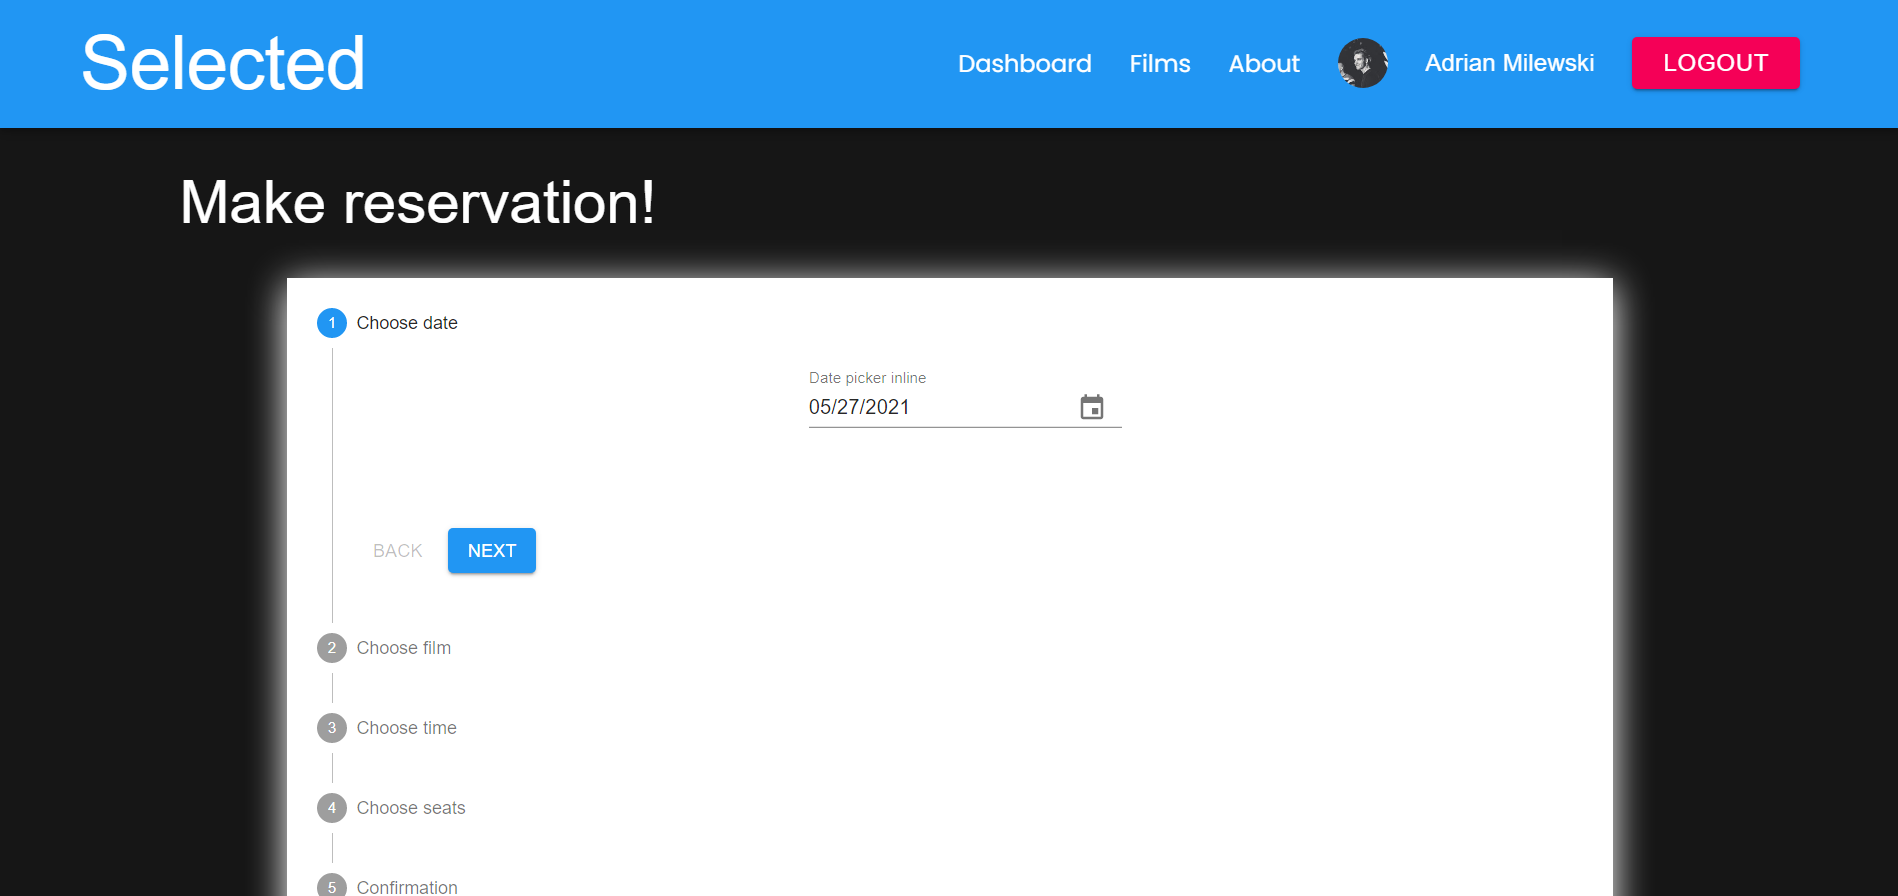 Selected
Dashboard Films About Adrian Milewski LOGOUT
Make reservation!
1 Choose date
Date picker inline
05/27/2021
BACK NEXT
2 Choose film
3 Choose time
4 Choose seats
5 Confirmation